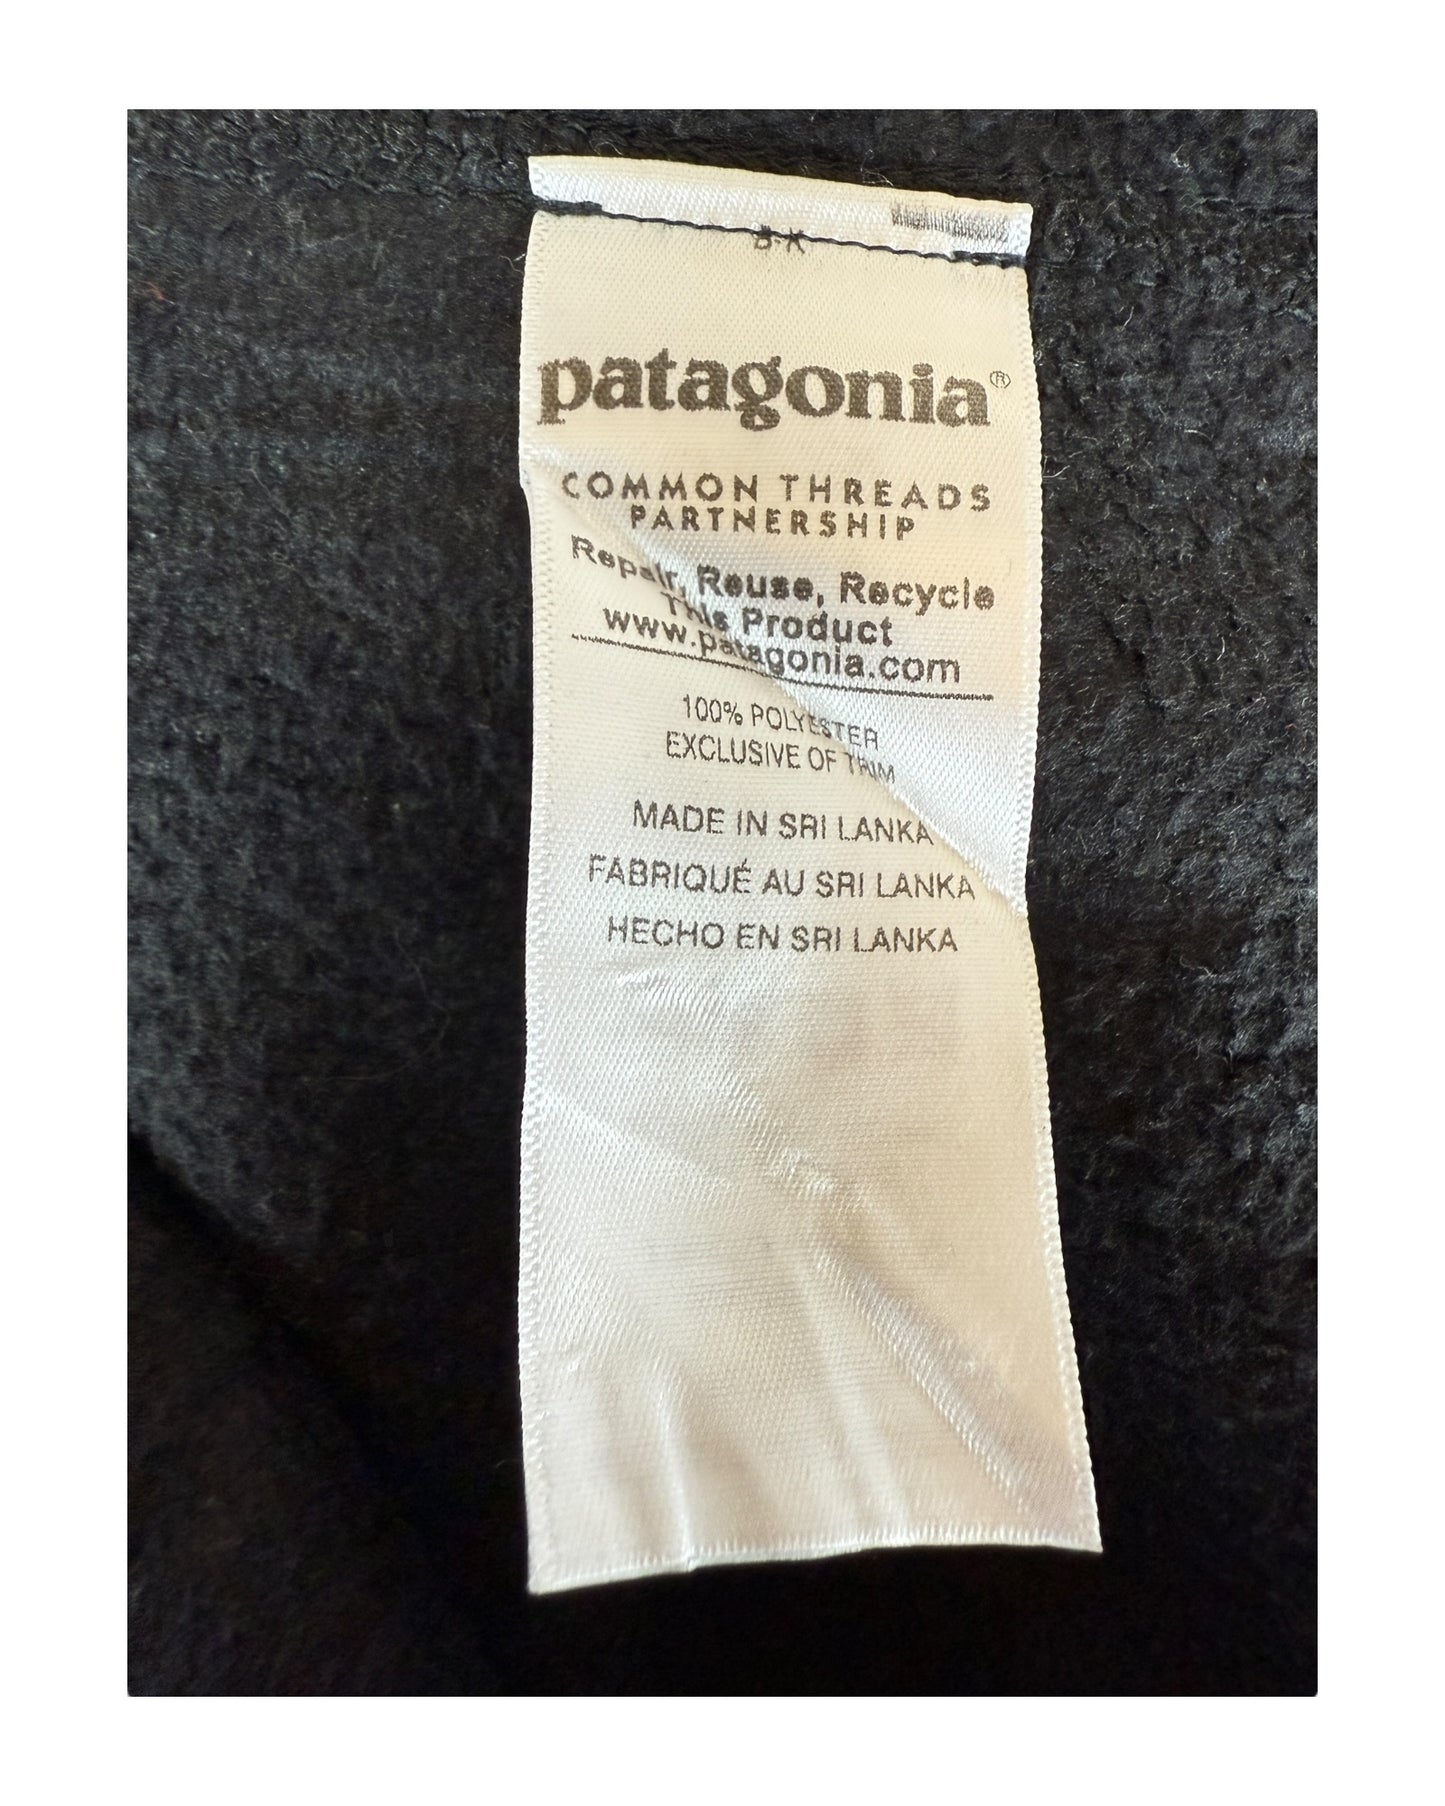 patagonia®
COMMON THREADS
PARTNERSHIP
Repair, Reuse, Recycle
This Product
www.patagonia.com
100% POLYESTER
EXCLUSIVE OF TRIM
MADE IN SRI LANKA
FABRIQUÉ AU SRI LANKA
HECHO EN SRI LANKA